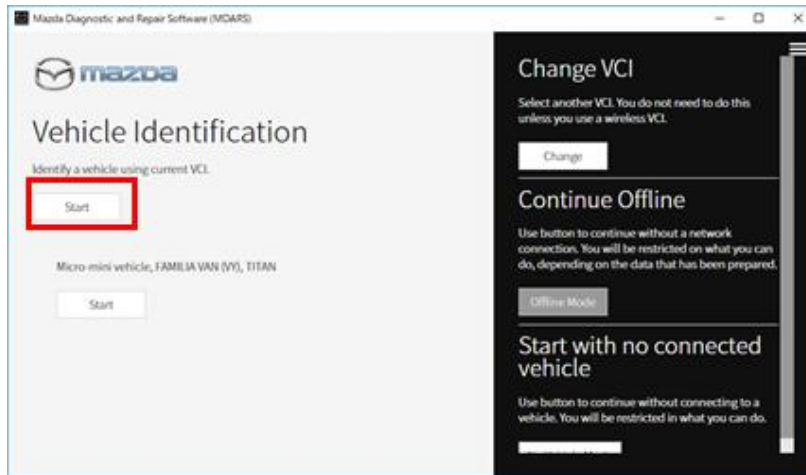 Mazda Diagnostic and Repair Software (MDARS)
mazda
Vehicle Identification
Identify a vehicle using current VCI.
Start
Micro-mini vehicle, FAMILIA VAN (VY), TITAN
Start
Change VCI
Select another VCI. You do not need to do this
unless you use a wireless VCI.
Change
Continue Offline
Use button to continue without a network
connection. You will be restricted on what you can
do, depending on the data that has been prepared.
Offline Mode
Start with no connected
vehicle
Use button to continue without connecting to a
vehicle. You will be restricted in what you can do.